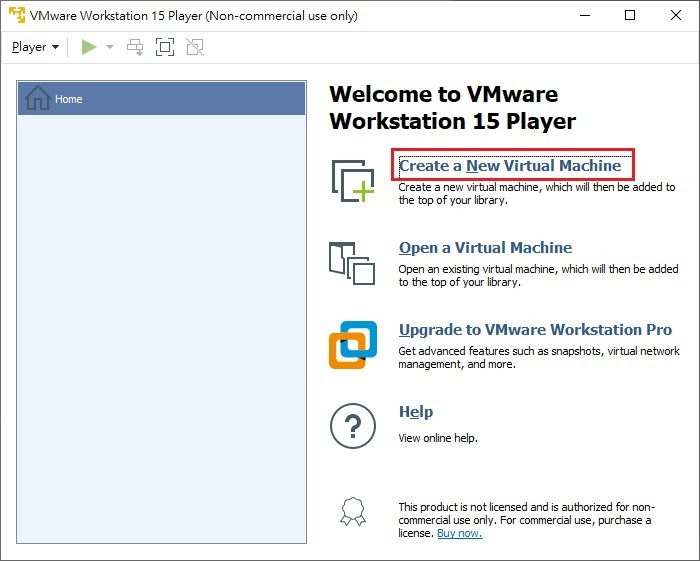 VMware Workstation 15 Player (Non-commercial use only)
Player
Home
Welcome to VMware
Workstation 15 Player
Create a New Virtual Machine
Create a new virtual machine, which will then be added to
the top of your library.
Open a Virtual Machine
Open an existing virtual machine, which will then be added
to the top of your library.
Upgrade to VMware Workstation Pro
Get advanced features such as snapshots, virtual network
management, and more.
?
Help
View online help.
This product is not licensed and is authorized for non-
commercial use only. For commercial use, purchase a
license. Buy now.